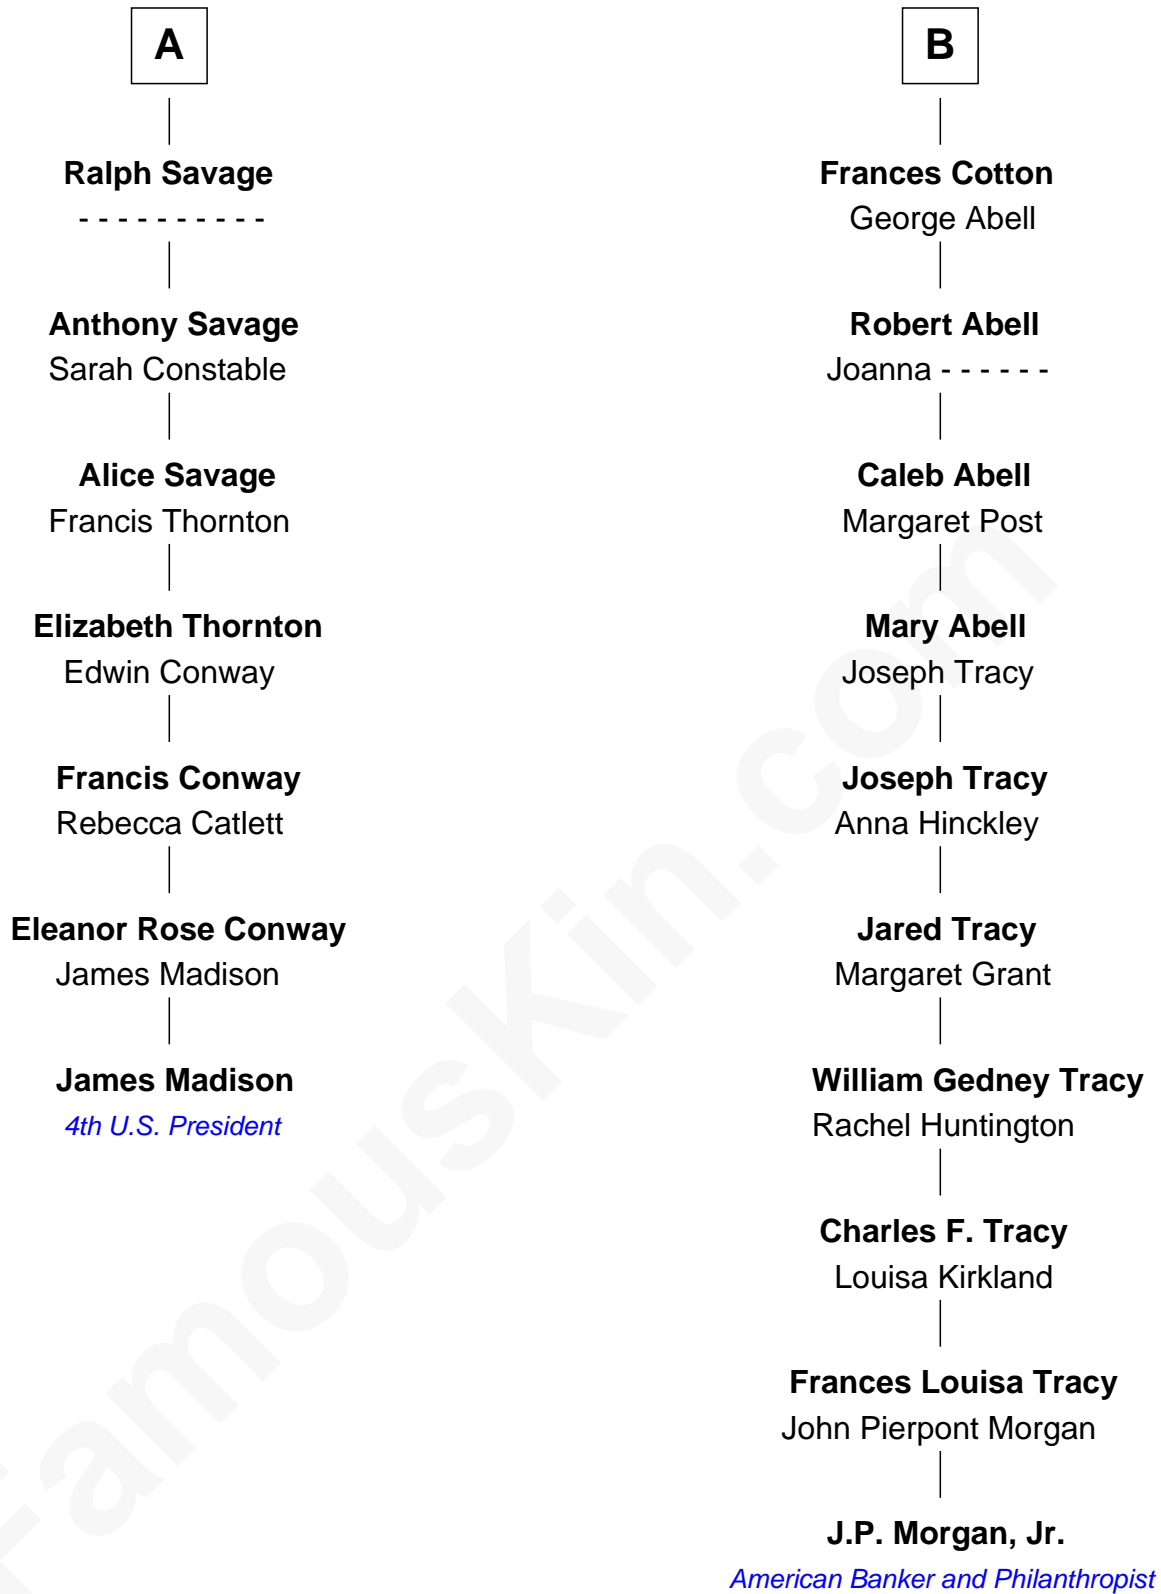 A
Ralph Savage
- - - - - - - - - -
Anthony Savage
Sarah Constable
Alice Savage
Francis Thornton
Elizabeth Thornton
Edwin Conway
Francis Conway
Rebecca Catlett
Eleanor Rose Conway
James Madison
James Madison
4th U.S. President
B
Frances Cotton
George Abell
Robert Abell
Joanna - - - - - -
Caleb Abell
Margaret Post
Mary Abell
Joseph Tracy
Joseph Tracy
Anna Hinckley
Jared Tracy
Margaret Grant
William Gedney Tracy
Rachel Huntington
Charles F. Tracy
Louisa Kirkland
Frances Louisa Tracy
John Pierpont Morgan
J.P. Morgan, Jr.
American Banker and Philanthropist
FamousKin.com